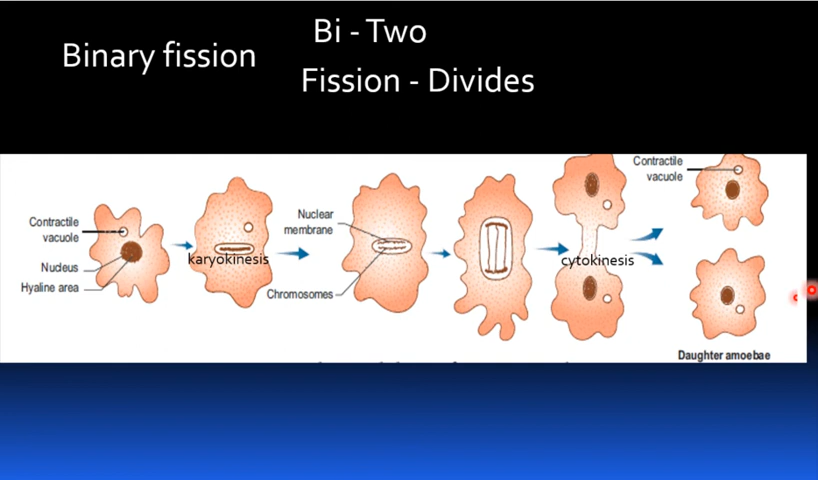 Binary fission
Bi - Two
Fission - Divides
Contractile
vacuole
Nucleus
Hyaline area
karyokinesis
Nuclear
membrane
Chromosomes
cytokinesis
Contractile
vacuole
Daughter amoebae